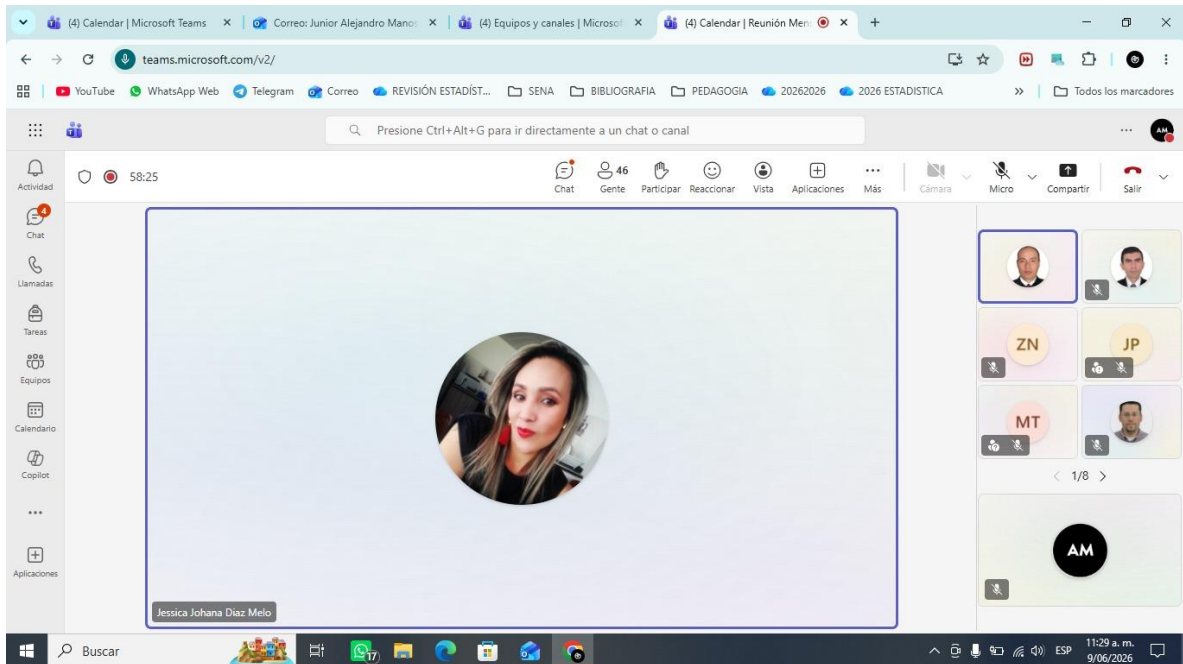 (4) Calendar | Microsoft Teams
Correo: Junior Alejandro Manos
(4) Equipos y canales | Microsof
(4) Calendar | Reunión Men
teams.microsoft.com/v2/
YouTube
WhatsApp Web
Telegram
Correo
REVISIÓN ESTADÍST...
SENA
BIBLIOGRAFIA
PEDAGOGIA
20262026
2026 ESTADISTICA
»
Todos los marcadores
Presione Ctrl+Alt+G para ir directamente a un chat o canal
AM
58:25
Chat
46
Gente
Participar
Reaccionar
Vista
Aplicaciones
Más
Cámara
Micro
Compartir
Salir
Actividad
4
Chat
Llamadas
Tareas
Equipos
Calendario
Copilot
Aplicaciones
Jessica Johana Diaz Melo
ZN
JP
MT
1/8
AM
Buscar
17
ESP
11:29 a. m.
9/06/2026